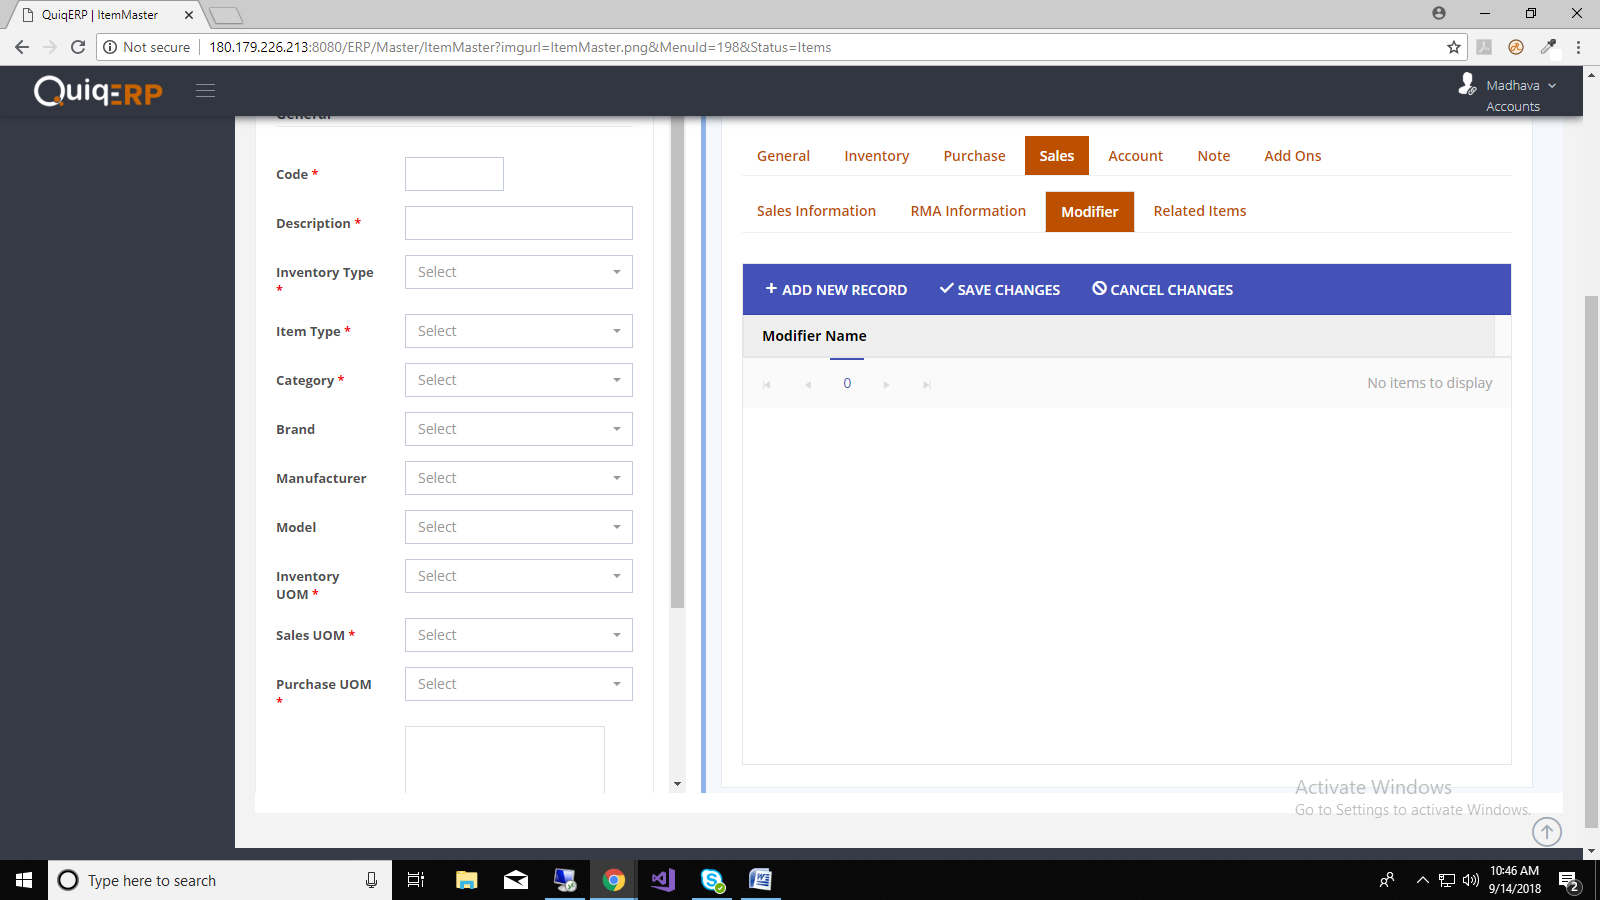 QuiqERP | ItemMaster
Not secure
180.179.226.213:8080/ERP/Master/ItemMaster?imgurl=ItemMaster.png&MenuId=198&Status=Items
QuiqERP
Madhava
Accounts
General
Code *
Description *
Inventory Type
*
Select
Item Type *
Select
Category *
Select
Brand
Select
Manufacturer
Select
Model
Select
Inventory
UOM *
Select
Sales UOM *
Select
Purchase UOM
*
Select
General Inventory Purchase Sales Account Note Add Ons
Sales Information RMA Information Modifier Related Items
+ ADD NEW RECORD SAVE CHANGES CANCEL CHANGES
Modifier Name
0
No items to display
Activate Windows
Go to Settings to activate Windows.
Type here to search
10:46 AM
9/14/2018
2